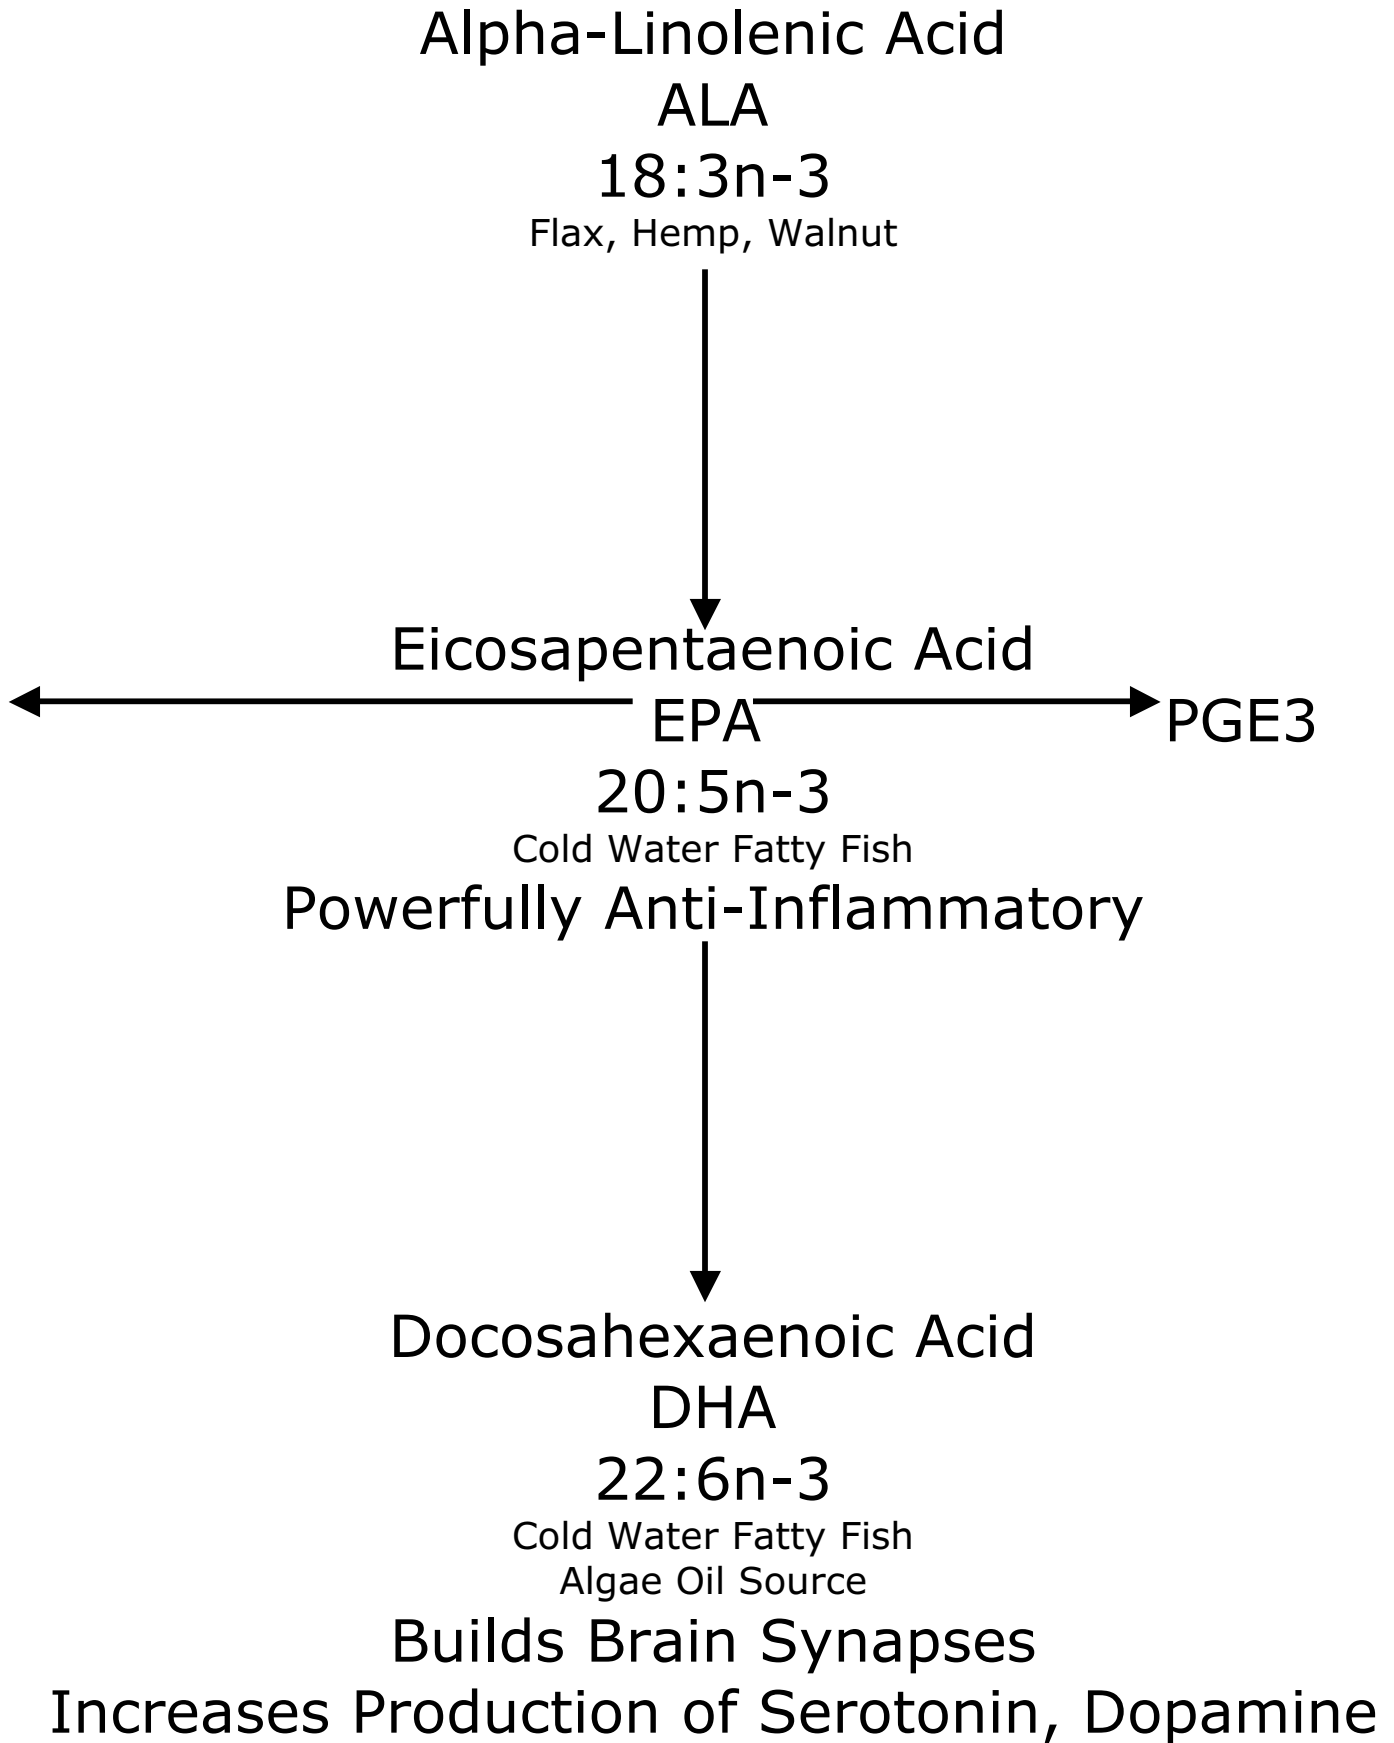 Alpha-Linolenic Acid
ALA
18:3n-3
Flax, Hemp, Walnut
Eicosapentaenoic Acid
EPA
PGE3
20:5n-3
Cold Water Fatty Fish
Powerfully Anti-Inflammatory
Docosahexaenoic Acid
DHA
22:6n-3
Cold Water Fatty Fish
Algae Oil Source
Builds Brain Synapses
Increases Production of Serotonin, Dopamine